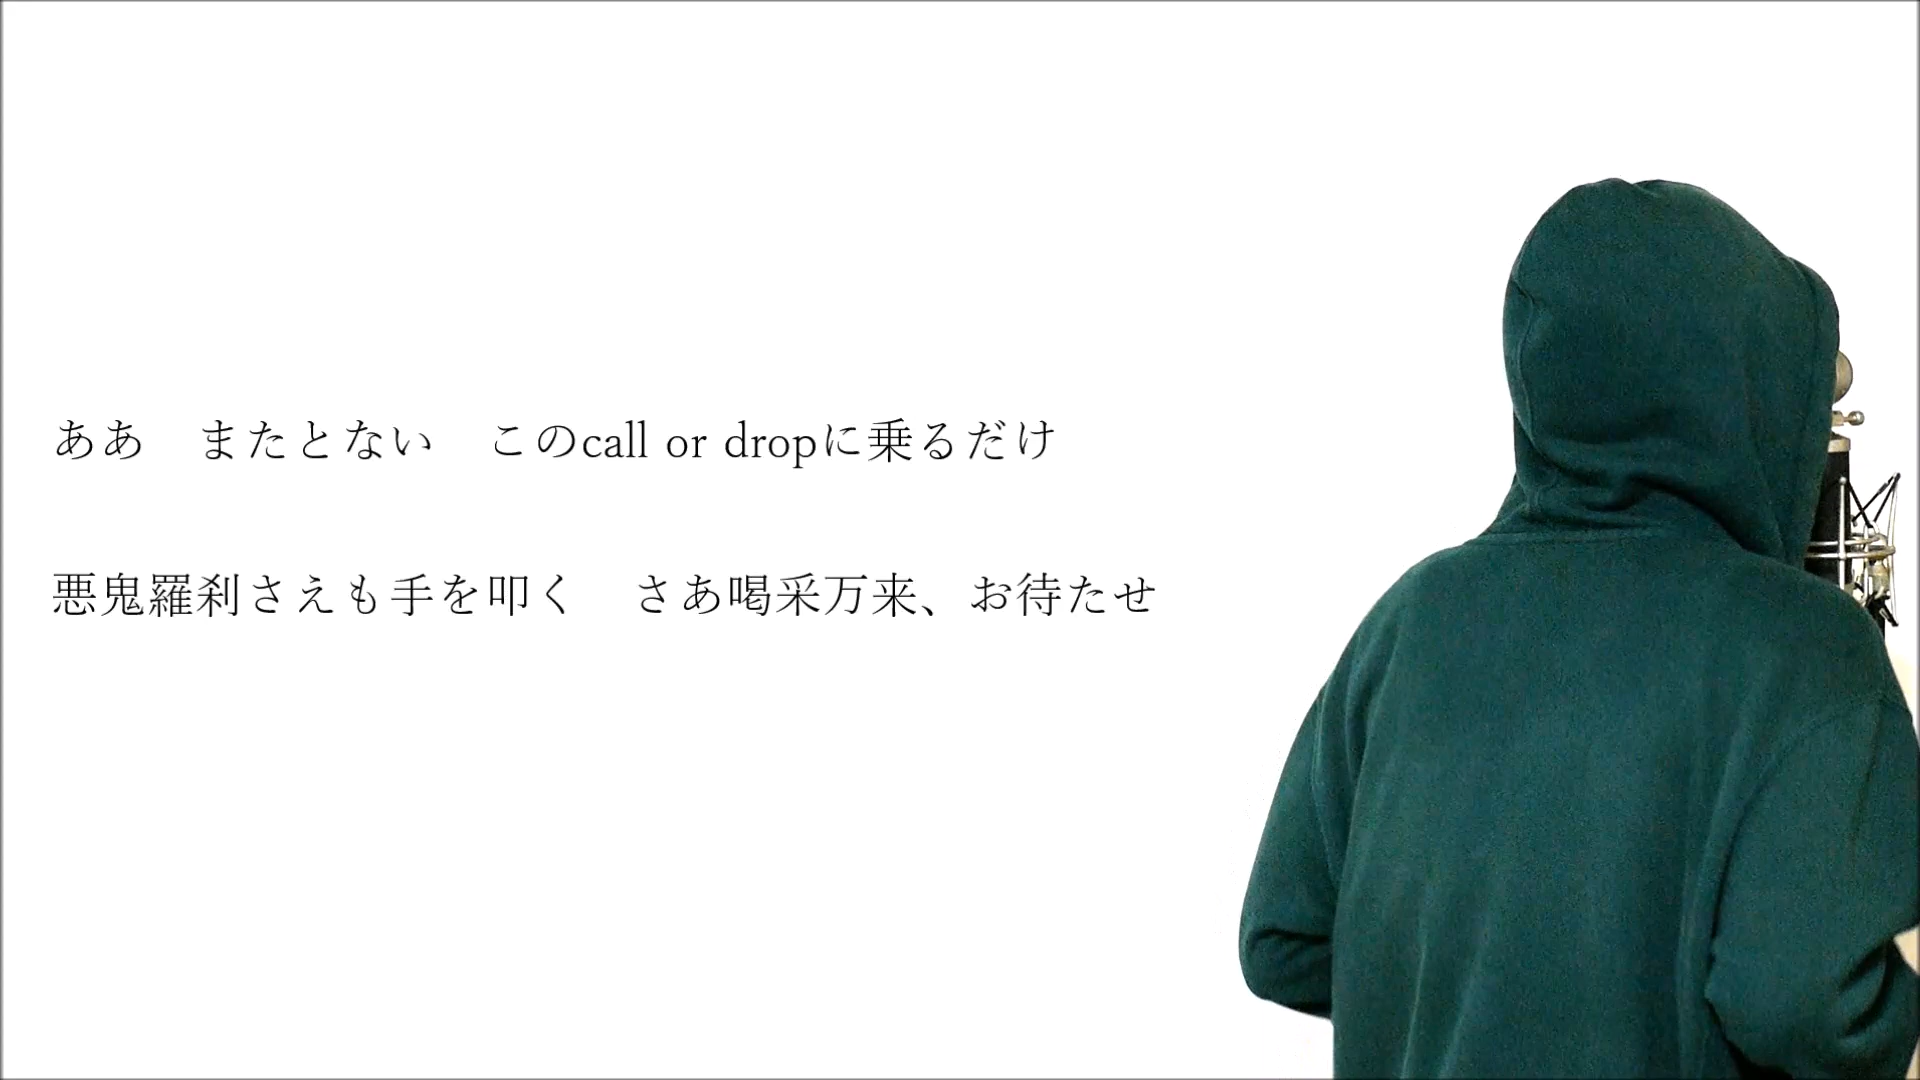 ああ　またとない　このcall or dropに乗るだけ
悪鬼羅刹さえも手を叩く　さあ喝采万来、お待たせ